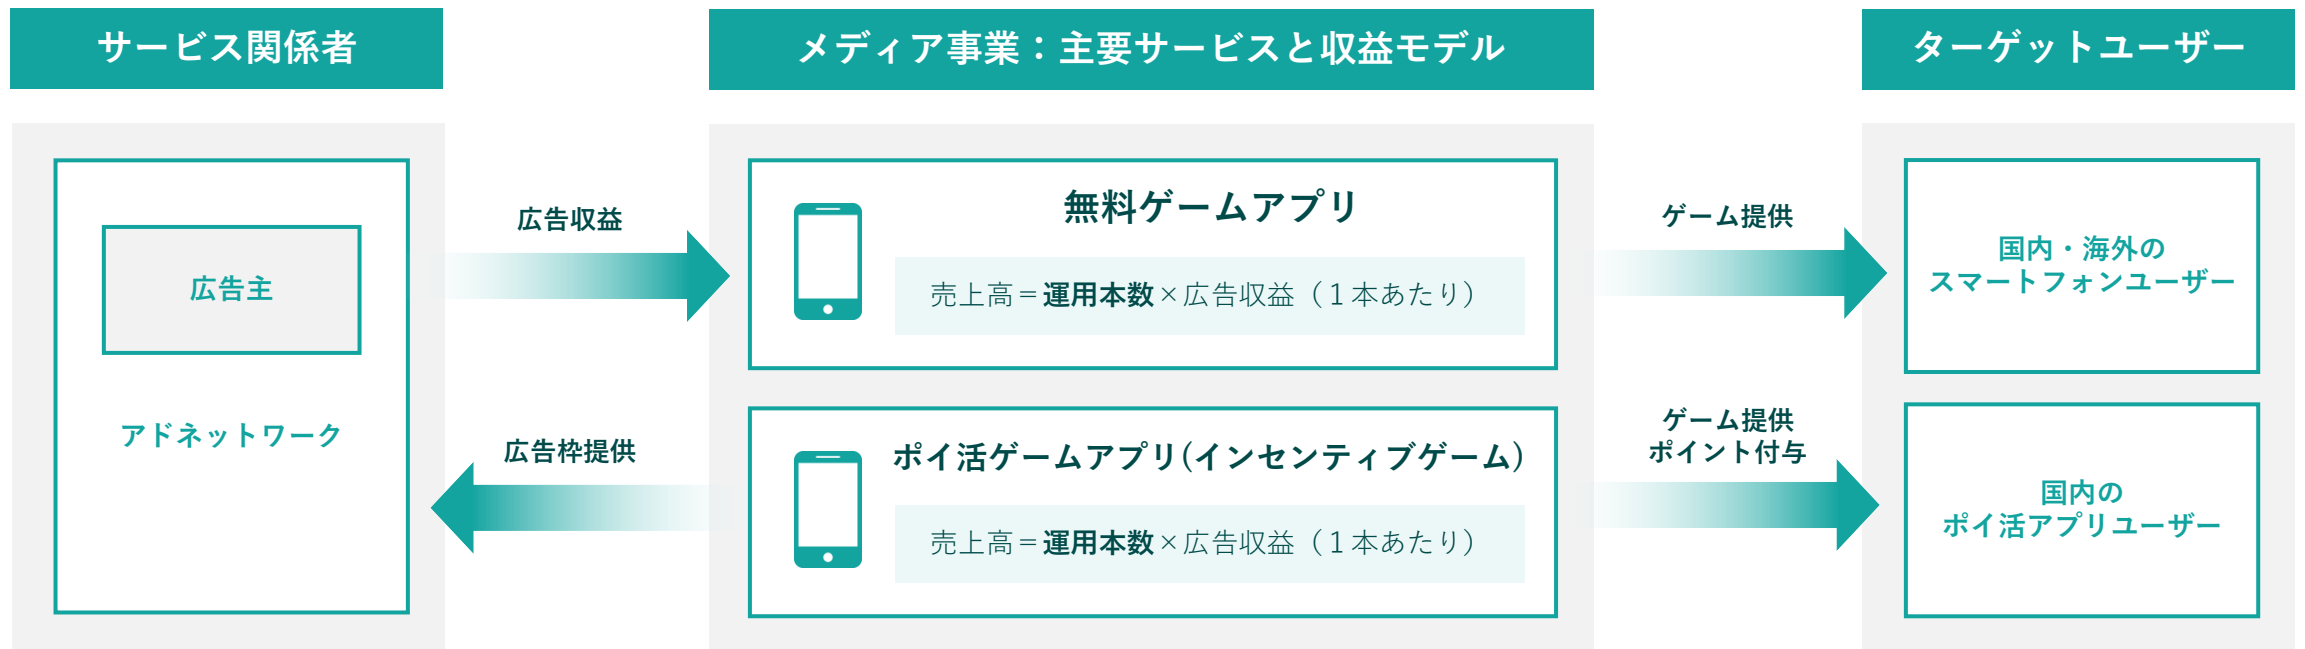 サービス関係者
メディア事業：主要サービスと収益モデル
ターゲットユーザー
広告主
アドネットワーク
広告収益
広告枠提供
無料ゲームアプリ
売上高＝運用本数×広告収益（１本あたり）
ポイ活ゲームアプリ(インセンティブゲーム)
売上高＝運用本数×広告収益（１本あたり）
ゲーム提供
ゲーム提供
ポイント付与
国内・海外の
スマートフォンユーザー
国内の
ポイ活アプリユーザー